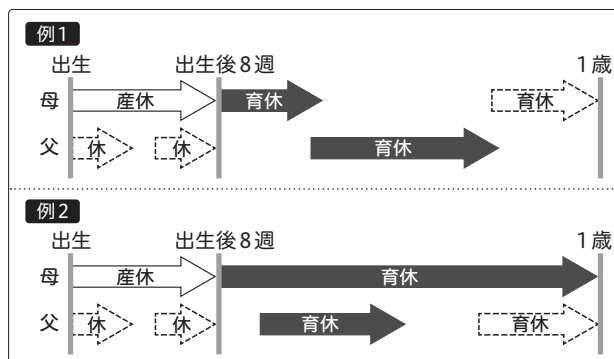 例1
出生 出生後8週 1歳
母 産休 育休 育休
父 休 休 育休
例2
出生 出生後8週 1歳
母 産休 育休
父 休 休 育休 育休